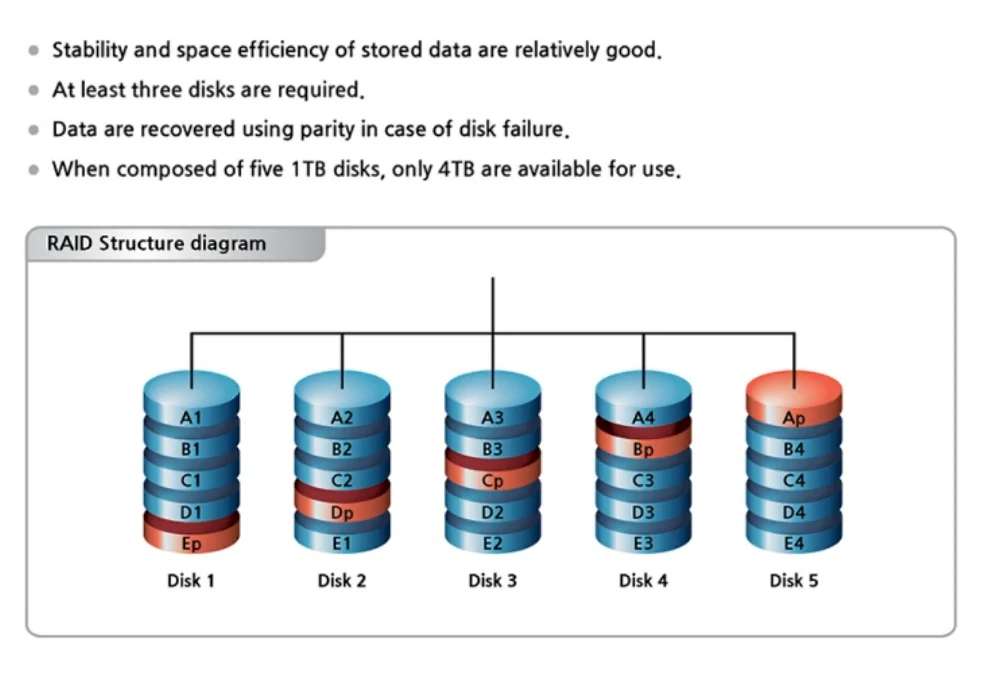 Stability and space efficiency of stored data are relatively good.
At least three disks are required.
Data are recovered using parity in case of disk failure.
When composed of five 1TB disks, only 4TB are available for use.
RAID Structure diagram
A1 A2 A3 A4 Ap
B1 B2 B3 Bp B4
C1 C2 Cp C3 C4
D1 Dp D2 D3 D4
Ep E1 E2 E3 E4
Disk 1 Disk 2 Disk 3 Disk 4 Disk 5